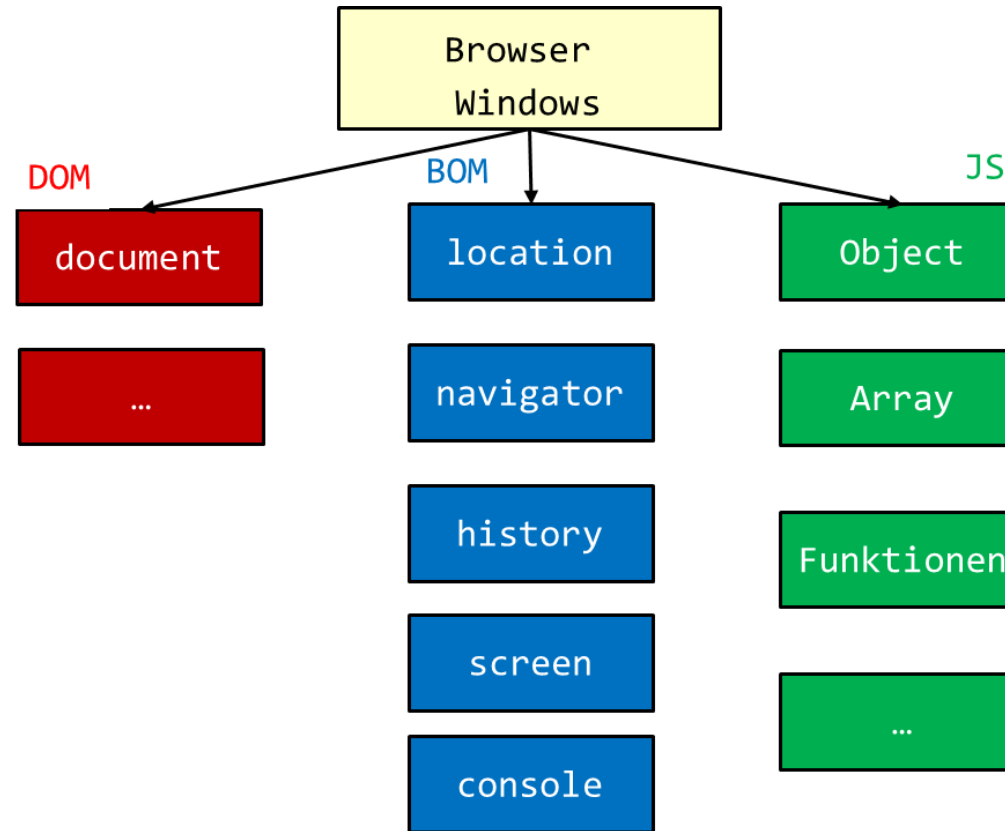 Browser
Windows
DOM
BOM
JS
document
location
Object
…
navigator
Array
history
Funktionen
screen
…
console